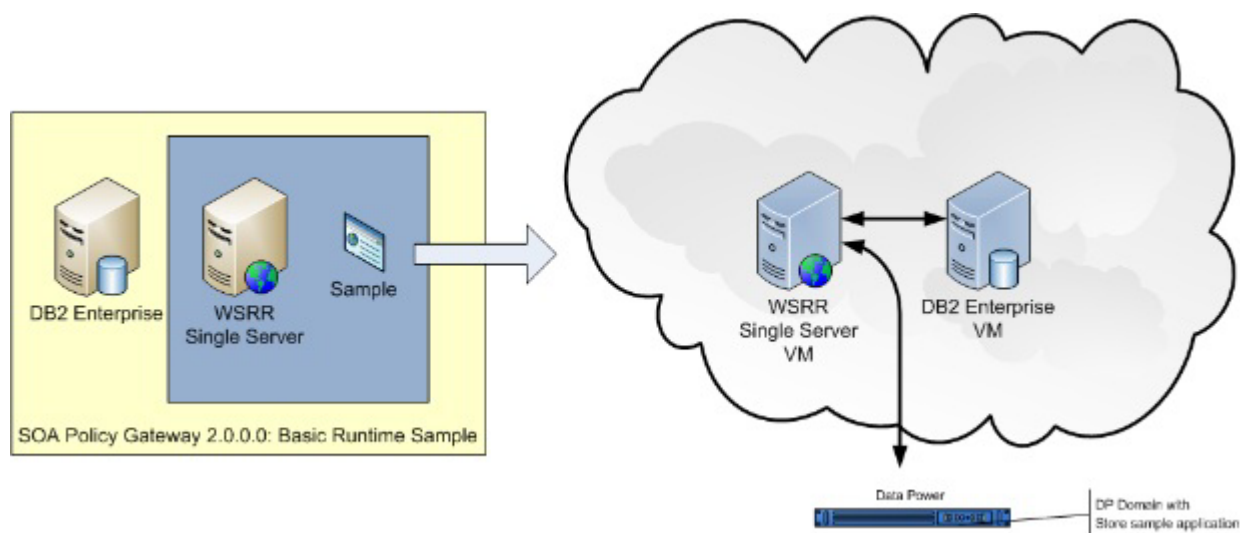 DB2 Enterprise
WSRR
Single Server
Sample
SOA Policy Gateway 2.0.0.0: Basic Runtime Sample
WSRR
Single Server
VM
DB2 Enterprise
VM
Data Power
DP Domain with
Store sample application